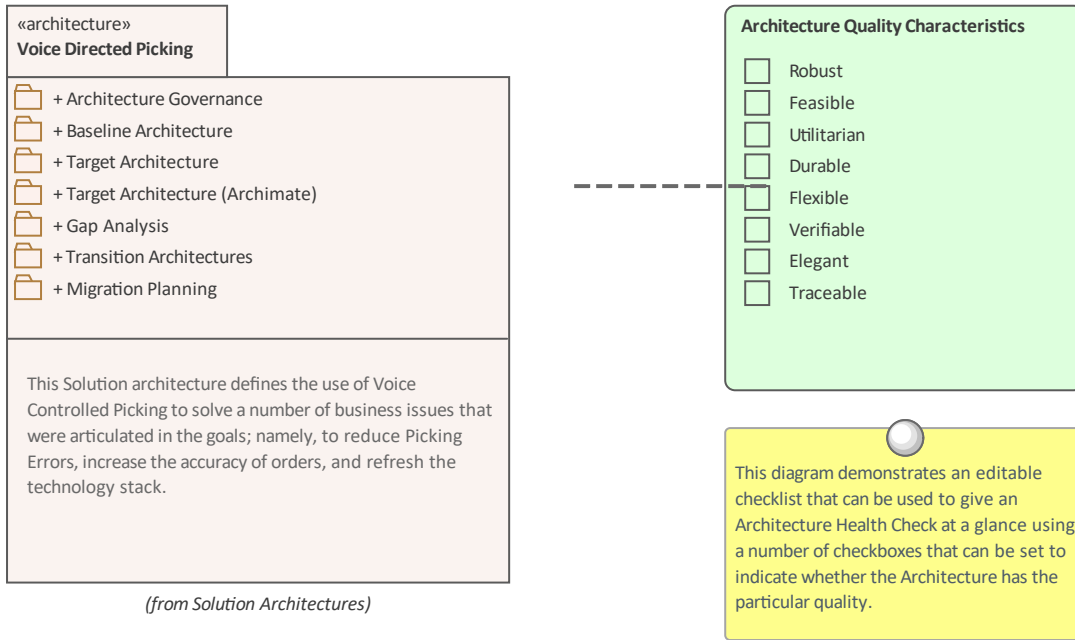 «architecture»
Voice Directed Picking
+ Architecture Governance
+ Baseline Architecture
+ Target Architecture
+ Target Architecture (Archimate)
+ Gap Analysis
+ Transition Architectures
+ Migration Planning
This Solution architecture defines the use of Voice
Controlled Picking to solve a number of business issues that
were articulated in the goals; namely, to reduce Picking
Errors, increase the accuracy of orders, and refresh the
technology stack.
(from Solution Architectures)
Architecture Quality Characteristics
Robust
Feasible
Utilitarian
Durable
Flexible
Verifiable
Elegant
Traceable
This diagram demonstrates an editable
checklist that can be used to give an
Architecture Health Check at a glance using
a number of checkboxes that can be set to
indicate whether the Architecture has the
particular quality.